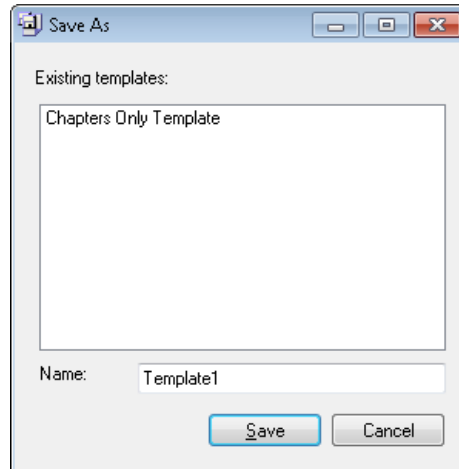 Save As
Existing templates:
Chapters Only Template
Name: Template1
Save Cancel